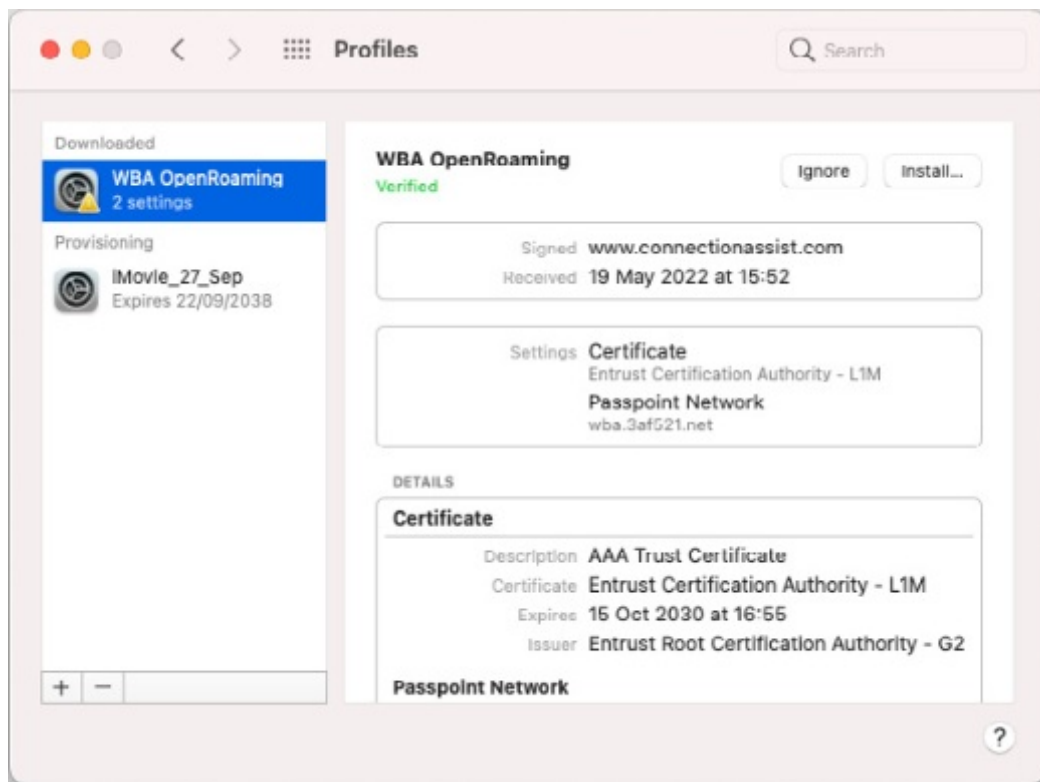 Profiles
Search
Downloaded
WBA OpenRoaming
2 settings
Provisioning
iMovie_27_Sep
Expires 22/09/2038
+ −
WBA OpenRoaming
Verified
Ignore
Install...
Signed www.connectionassist.com
Received 19 May 2022 at 15:52
Settings Certificate
Entrust Certification Authority - L1M
Passpoint Network
wba.3af521.net
DETAILS
Certificate
Description AAA Trust Certificate
Certificate Entrust Certification Authority - L1M
Expires 15 Oct 2030 at 16:55
Issuer Entrust Root Certification Authority - G2
Passpoint Network
?